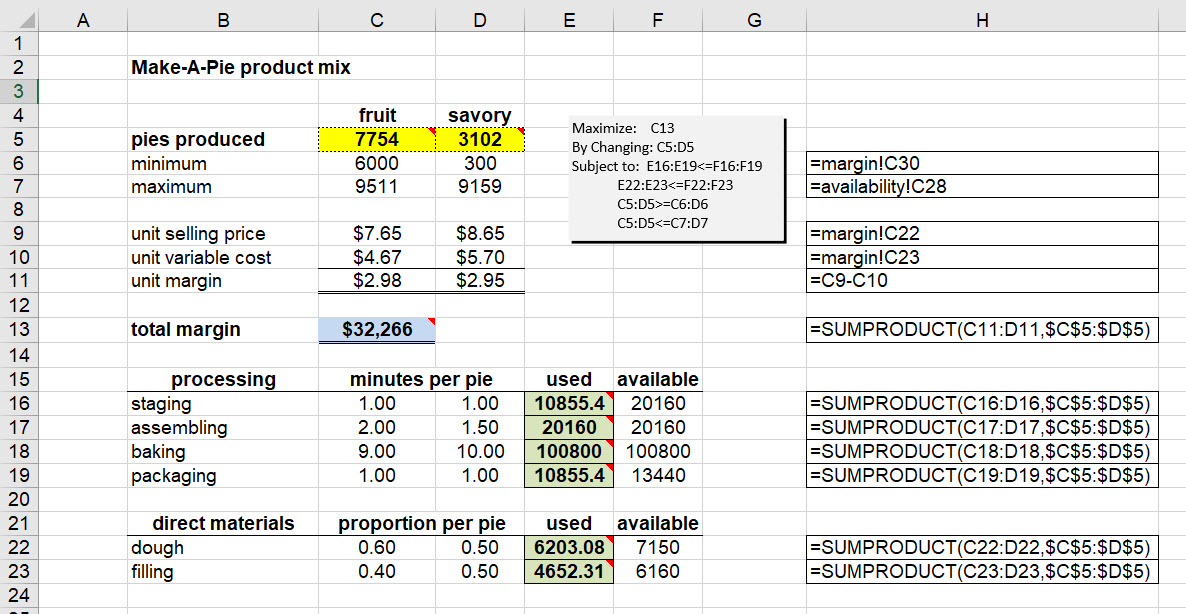 A B C D E F G H
1
2 Make-A-Pie product mix
3
4 fruit savory
5 pies produced 7754 3102
6 minimum 6000 300 =margin!C30
7 maximum 9511 9159 =availability!C28
8
9 unit selling price $7.65 $8.65 =margin!C22
10 unit variable cost $4.67 $5.70 =margin!C23
11 unit margin $2.98 $2.95 =C9-C10
12
13 total margin $32,266 =SUMPRODUCT(C11:D11,$C$5:$D$5)
14
Maximize: C13
By Changing: C5:D5
Subject to: E16:E19<=F16:F19
E22:E23<=F22:F23
C5:D5>=C6:D6
C5:D5<=C7:D7
15 processing minutes per pie used available
16 staging 1.00 1.00 10855.4 20160 =SUMPRODUCT(C16:D16,$C$5:$D$5)
17 assembling 2.00 1.50 20160 20160 =SUMPRODUCT(C17:D17,$C$5:$D$5)
18 baking 9.00 10.00 100800 100800 =SUMPRODUCT(C18:D18,$C$5:$D$5)
19 packaging 1.00 1.00 10855.4 13440 =SUMPRODUCT(C19:D19,$C$5:$D$5)
20
21 direct materials proportion per pie used available
22 dough 0.60 0.50 6203.08 7150 =SUMPRODUCT(C22:D22,$C$5:$D$5)
23 filling 0.40 0.50 4652.31 6160 =SUMPRODUCT(C23:D23,$C$5:$D$5)
24